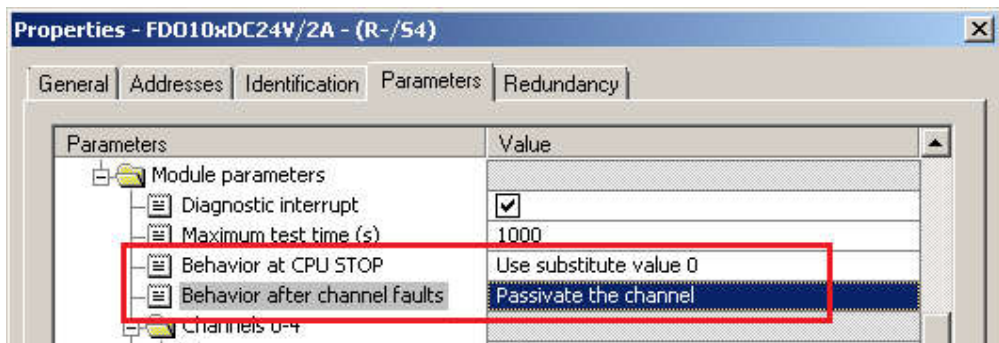 Properties - FDO10xDC24V/2A - (R-/S4)
General Addresses Identification Parameters Redundancy
Parameters Value
Module parameters
Diagnostic interrupt
Maximum test time (s) 1000
Behavior at CPU STOP Use substitute value 0
Behavior after channel faults Passivate the channel
Channels 0-4